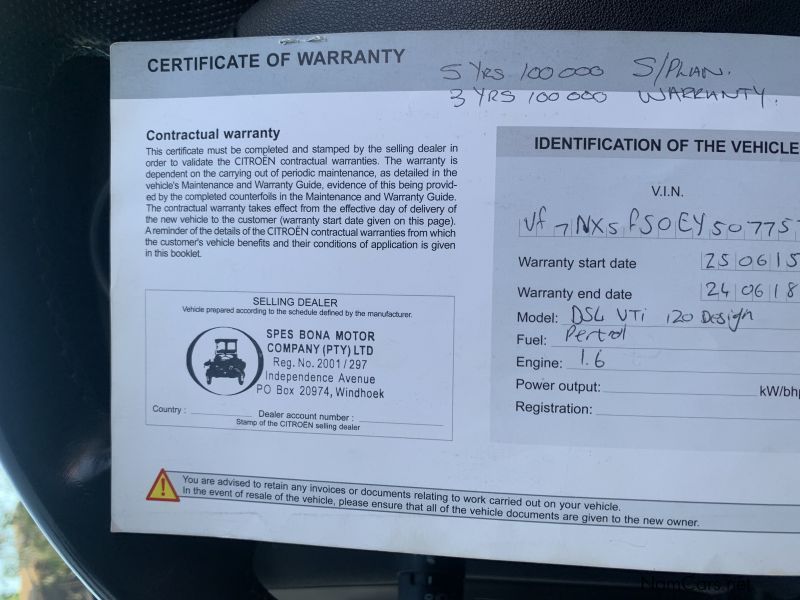 CERTIFICATE OF WARRANTY
5 YRS 100 000 S/PLAN.
3 YRS 100 000 WARRANTY.
Contractual warranty
This certificate must be completed and stamped by the selling dealer in
order to validate the CITROËN contractual warranties. The warranty is
dependent on the carrying out of periodic maintenance, as detailed in the
vehicle's Maintenance and Warranty Guide, evidence of this being provid-
ed by the completed counterfoils in the Maintenance and Warranty Guide.
The contractual warranty takes effect from the effective day of delivery of
the new vehicle to the customer (warranty start date given on this page).
A reminder of the details of the CITROËN contractual warranties from which
the customer's vehicle benefits and their conditions of application is given
in this booklet.
SELLING DEALER
Vehicle prepared according to the schedule defined by the manufacturer.
SPES BONA MOTOR
COMPANY (PTY) LTD
Reg. No. 2001/297
Independence Avenue
PO Box 20974, Windhoek
Country :
Dealer account number :
Stamp of the CITROËN selling dealer
IDENTIFICATION OF THE VEHICLE
V.I.N.
Vf7NX5fS0EY507757
Warranty start date 250615
Warranty end date 240618
Model: DS4 VTi 120 Design
Fuel: Pertrol
Engine: 1.6
Power output: kW/bhp
Registration:
You are advised to retain any invoices or documents relating to work carried out on your vehicle.
In the event of resale of the vehicle, please ensure that all of the vehicle documents are given to the new owner.
NamCars.net